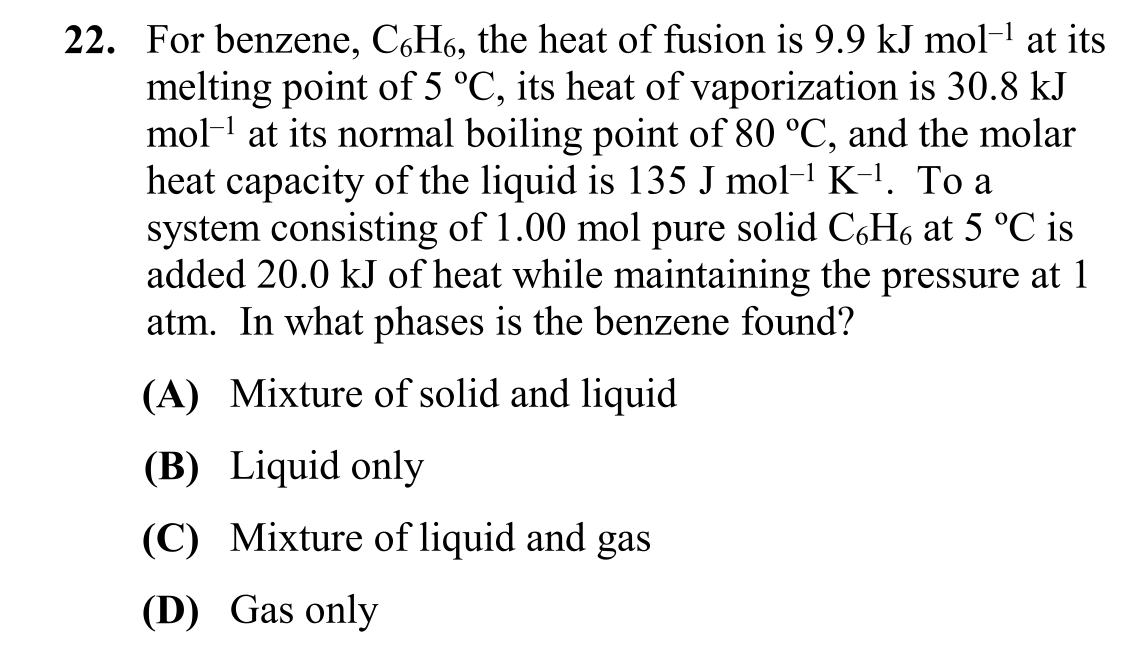 22. For benzene, C₆H₆, the heat of fusion is 9.9 kJ mol⁻¹ at its
melting point of 5 ºC, its heat of vaporization is 30.8 kJ
mol⁻¹ at its normal boiling point of 80 ºC, and the molar
heat capacity of the liquid is 135 J mol⁻¹ K⁻¹. To a
system consisting of 1.00 mol pure solid C₆H₆ at 5 ºC is
added 20.0 kJ of heat while maintaining the pressure at 1
atm. In what phases is the benzene found?
(A) Mixture of solid and liquid
(B) Liquid only
(C) Mixture of liquid and gas
(D) Gas only